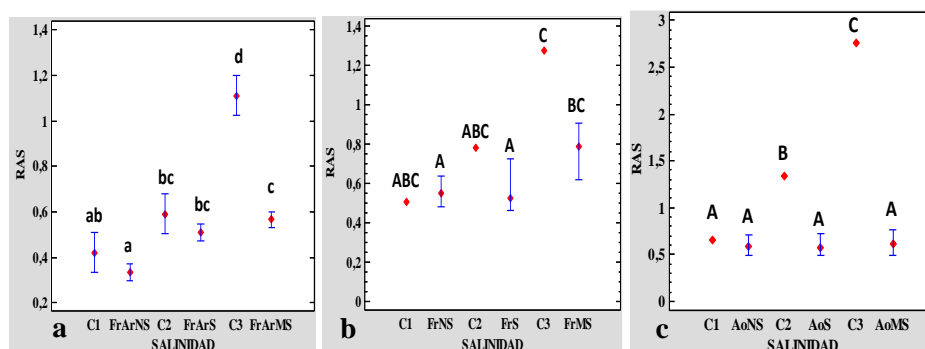 RAS
1,4
1,2
1
0,8
0,6
0,4
0,2
ab
a
bc
bc
d
c
C1 FrArNS C2 FrArS C3 FrArMS
SALINIDAD
a
RAS
1,4
1,2
1
0,8
0,6
0,4
0,2
0
ABC
A
ABC
A
C
BC
C1 FrNS C2 FrS C3 FrMS
SALINIDAD
b
RAS
3
2,5
2
1,5
1
0,5
0
A
A
B
A
C
A
C1 AoNS C2 AoS C3 AoMS
SALINIDAD
c